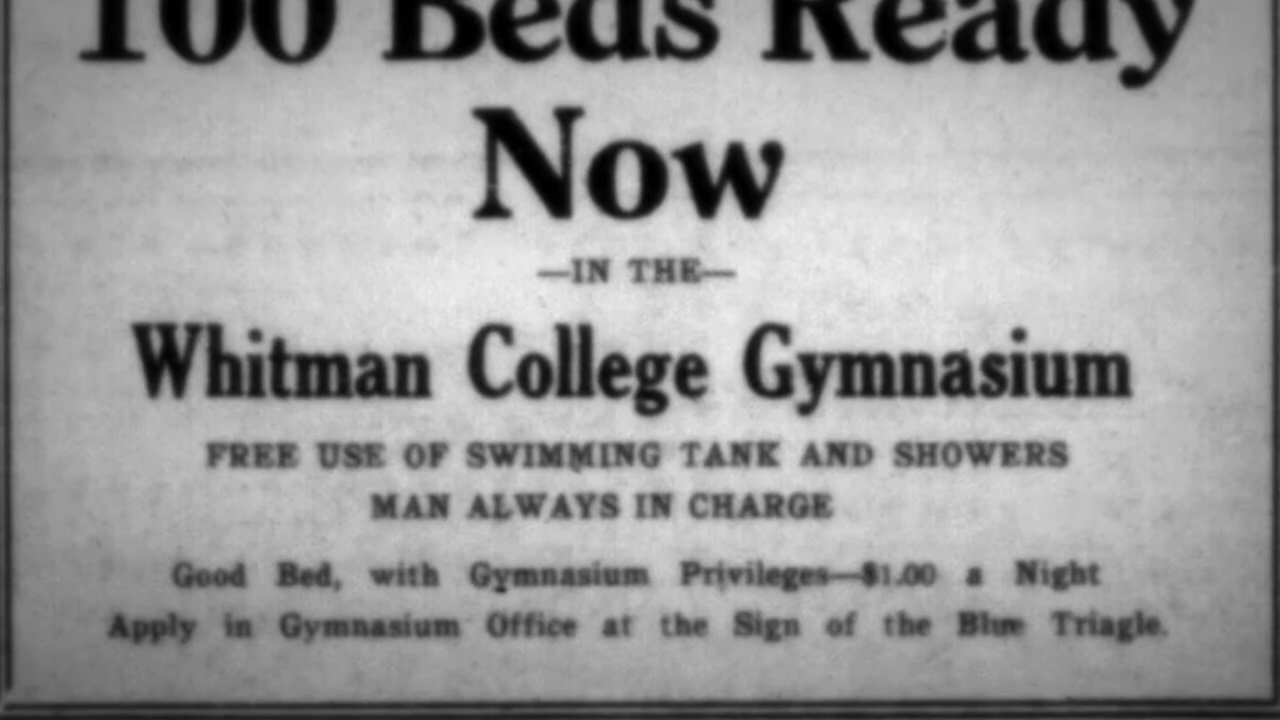 100 Beds Ready
Now
—IN THE—
Whitman College Gymnasium
FREE USE OF SWIMMING TANK AND SHOWERS
MAN ALWAYS IN CHARGE
Good Bed, with Gymnasium Privileges—$1.00 a Night
Apply in Gymnasium Office at the Sign of the Blue Triagle.